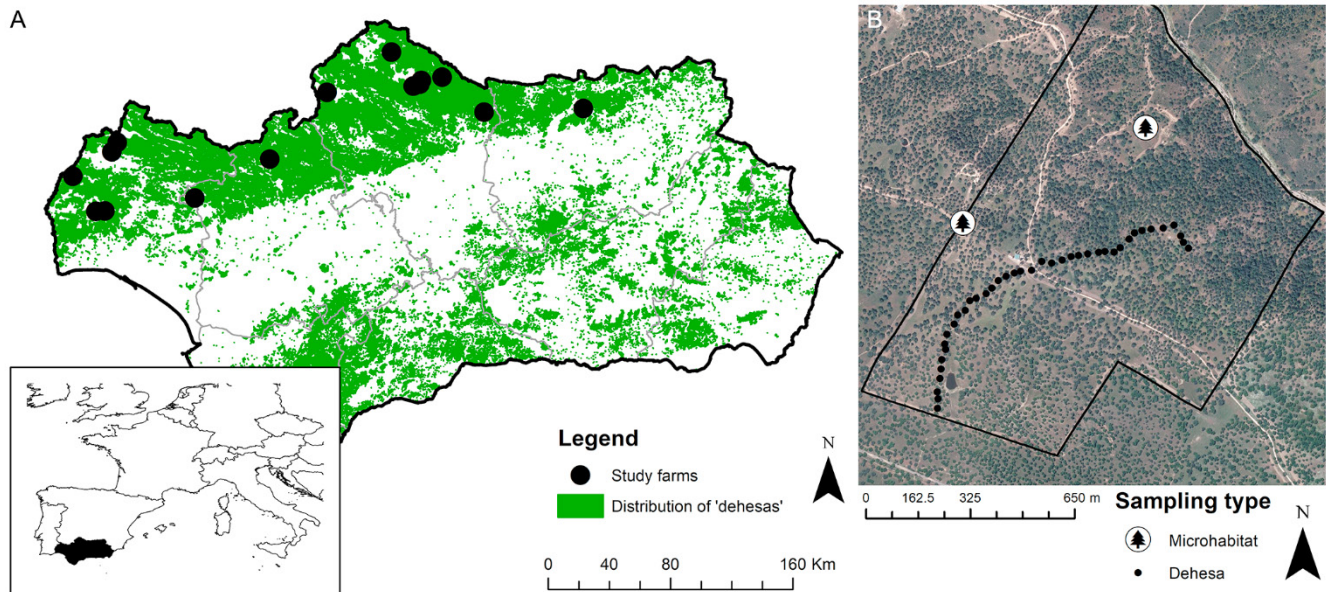 A
Legend
N
Study farms
Distribution of 'dehesas'
0 40 80 160 Km
B
0 162.5 325 650 m
Sampling type
N
Microhabitat
Dehesa